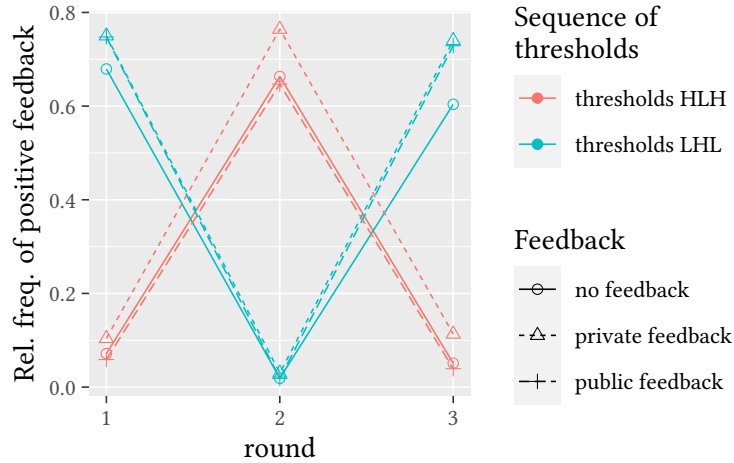 Rel. freq. of positive feedback
0.8
0.6
0.4
0.2
0.0
1
2
3
round
Sequence of
thresholds
thresholds HLH
thresholds LHL
Feedback
no feedback
private feedback
public feedback